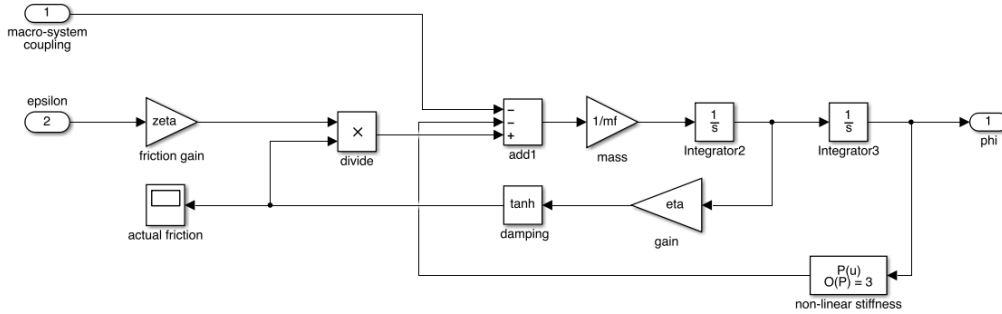 1
macro-system
coupling
epsilon
2
zeta
friction gain
×
divide
−
−
+
add1
1/mf
mass
1
s
Integrator2
1
s
Integrator3
1
phi
actual friction
tanh
damping
eta
gain
P(u)
O(P) = 3
non-linear stiffness